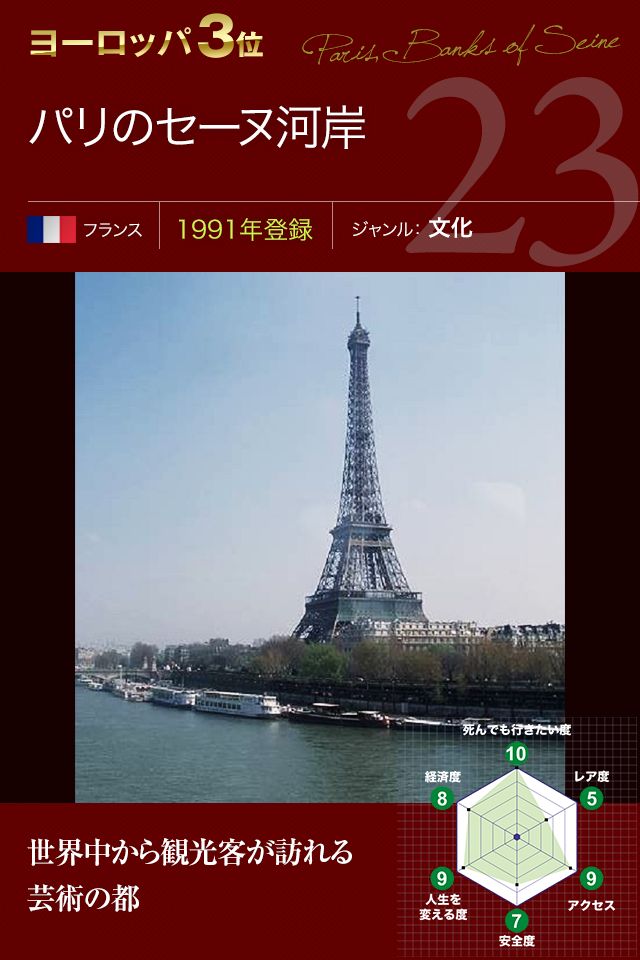 ヨーロッパ3位
Paris, Banks of Seine
23
パリのセーヌ河岸
フランス
1991年登録
ジャンル: 文化
死んでも行きたい度
10
経済度
8
レア度
5
9
人生を
変える度
9
アクセス
7
安全度
世界中から観光客が訪れる
芸術の都